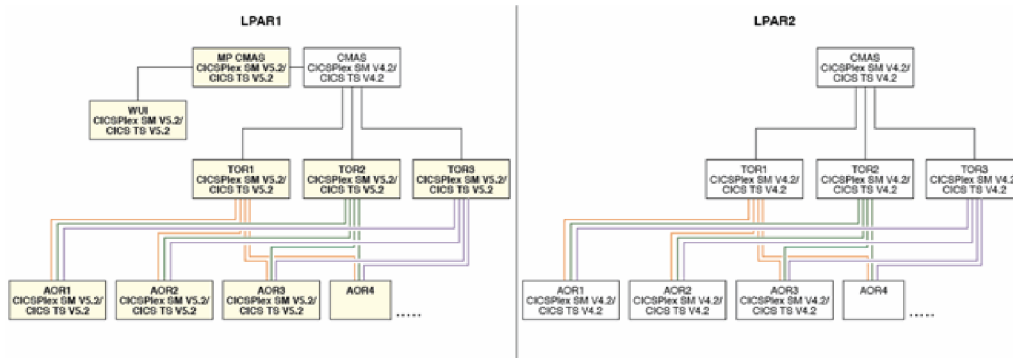 LPAR1
MP CMAS
CICSPlex SM V5.2/
CICS TS V5.2
CMAS
CICSPlex SM V4.2/
CICS TS V4.2
WUI
CICSPlex SM V5.2/
CICS TS V5.2
TOR1
CICSPlex SM V5.2/
CICS TS V5.2
TOR2
CICSPlex SM V5.2/
CICS TS V5.2
TOR3
CICSPlex SM V5.2/
CICS TS V5.2
AOR1
CICSPlex SM V5.2/
CICS TS V5.2
AOR2
CICSPlex SM V5.2/
CICS TS V5.2
AOR3
CICSPlex SM V5.2/
CICS TS V5.2
AOR4
.....
LPAR2
CMAS
CICSPlex SM V4.2/
CICS TS V4.2
TOR1
CICSPlex SM V4.2/
CICS TS V4.2
TOR2
CICSPlex SM V4.2/
CICS TS V4.2
TOR3
CICSPlex SM V4.2/
CICS TS V4.2
AOR1
CICSPlex SM V4.2/
CICS TS V4.2
AOR2
CICSPlex SM V4.2/
CICS TS V4.2
AOR3
CICSPlex SM V4.2/
CICS TS V4.2
AOR4
.....